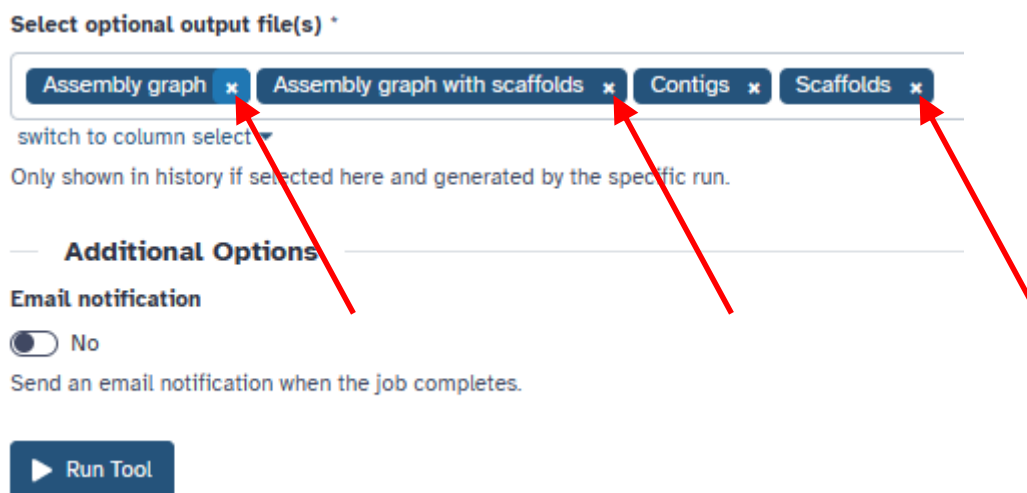 Select optional output file(s) *
Assembly graph × Assembly graph with scaffolds × Contigs × Scaffolds ×
switch to column select
Only shown in history if selected here and generated by the specific run.
Additional Options
Email notification
No
Send an email notification when the job completes.
Run Tool